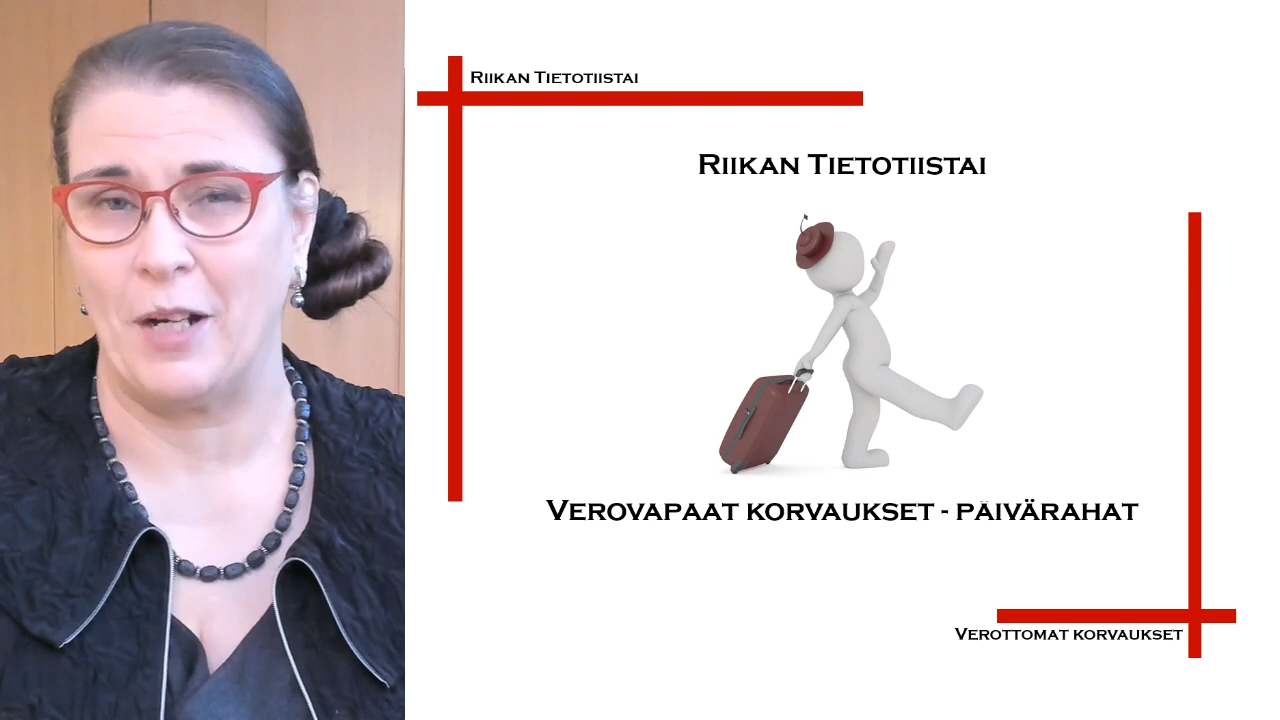 Riikan Tietotiistai
Riikan Tietotiistai
Verovapaat korvaukset - päivärahat
Verottomat korvaukset